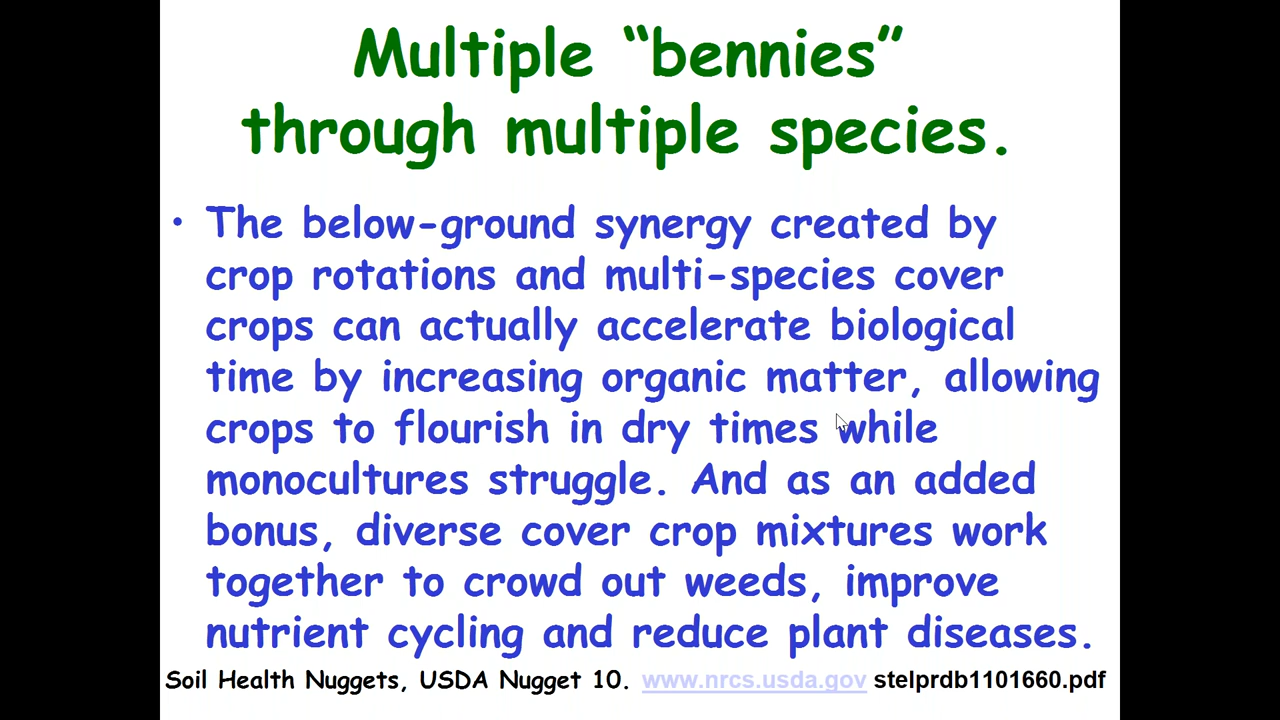 Multiple “bennies”
through multiple species.
• The below-ground synergy created by
crop rotations and multi-species cover
crops can actually accelerate biological
time by increasing organic matter, allowing
crops to flourish in dry times while
monocultures struggle. And as an added
bonus, diverse cover crop mixtures work
together to crowd out weeds, improve
nutrient cycling and reduce plant diseases.
Soil Health Nuggets, USDA Nugget 10. www.nrcs.usda.gov stelprdb1101660.pdf